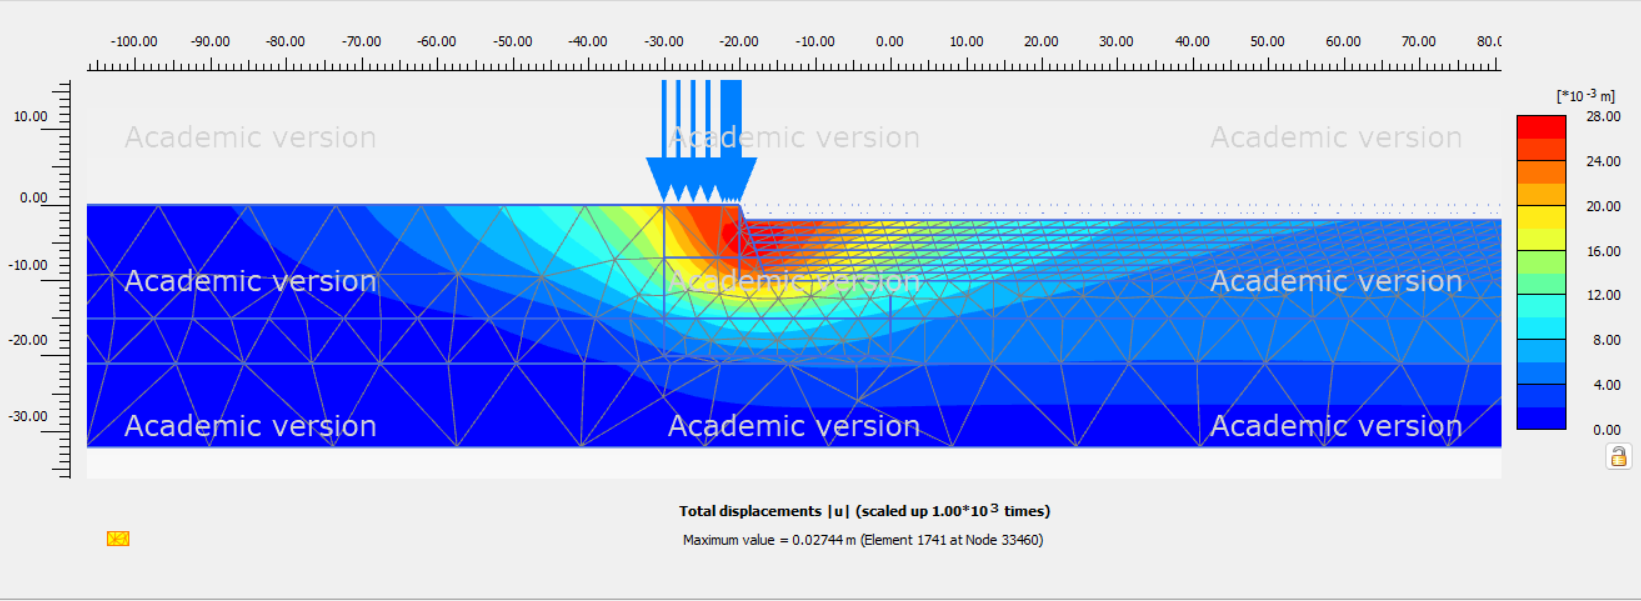 -100.00 -90.00 -80.00 -70.00 -60.00 -50.00 -40.00 -30.00 -20.00 -10.00 0.00 10.00 20.00 30.00 40.00 50.00 60.00 70.00 80.0
[*10 -3 m]
10.00
0.00
-10.00
-20.00
-30.00
28.00
24.00
20.00
16.00
12.00
8.00
4.00
0.00
Academic version Academic version Academic version
Academic version Academic version Academic version
Academic version Academic version Academic version
Total displacements |u| (scaled up 1.00*10 3 times)
Maximum value = 0.02744 m (Element 1741 at Node 33460)